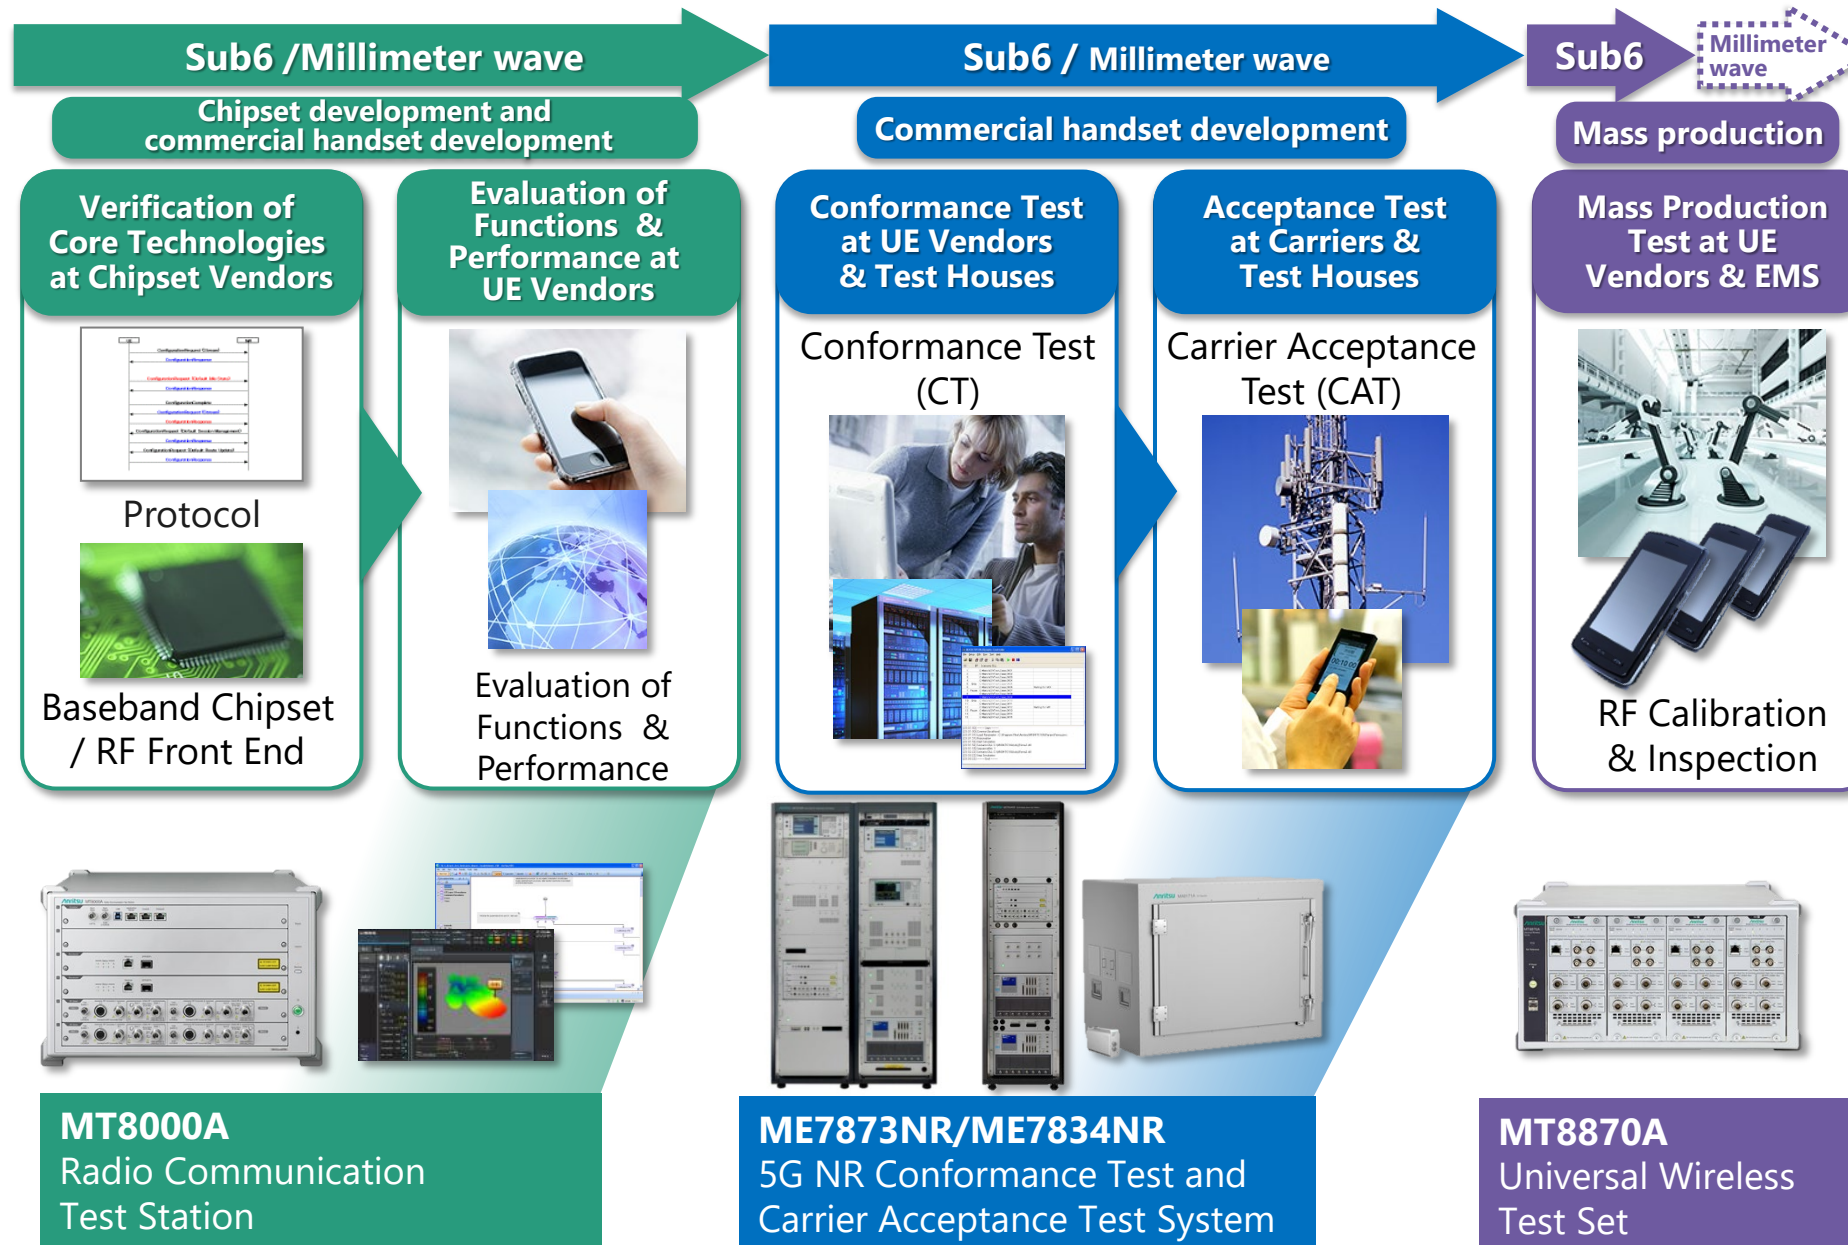 Sub6 /Millimeter wave
Sub6 / Millimeter wave
Sub6
Millimeter
wave
Chipset development and
commercial handset development
Commercial handset development
Mass production
Verification of
Core Technologies
at Chipset Vendors
Evaluation of
Functions &
Performance at
UE Vendors
Conformance Test
at UE Vendors
& Test Houses
Acceptance Test
at Carriers &
Test Houses
Mass Production
Test at UE
Vendors & EMS
Protocol
Baseband Chipset
/ RF Front End
Evaluation of
Functions &
Performance
Conformance Test
(CT)
Carrier Acceptance
Test (CAT)
RF Calibration
& Inspection
Anritsu MT8000A
Anritsu
MT8000A
Radio Communication
Test Station
ME7873NR/ME7834NR
5G NR Conformance Test and
Carrier Acceptance Test System
MT8870A
Universal Wireless
Test Set